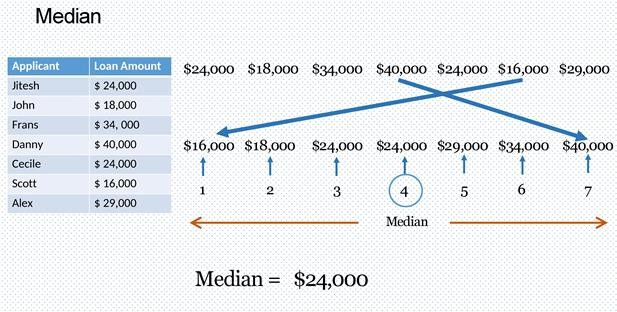 Median
Applicant Loan Amount
Jitesh $ 24,000
John $ 18,000
Frans $ 34, 000
Danny $ 40,000
Cecile $ 24,000
Scott $ 16,000
Alex $ 29,000
$24,000 $18,000 $34,000 $40,000 $24,000 $16,000 $29,000
$16,000 $18,000 $24,000 $24,000 $29,000 $34,000 $40,000
1 2 3 4 5 6 7
Median
Median = $24,000